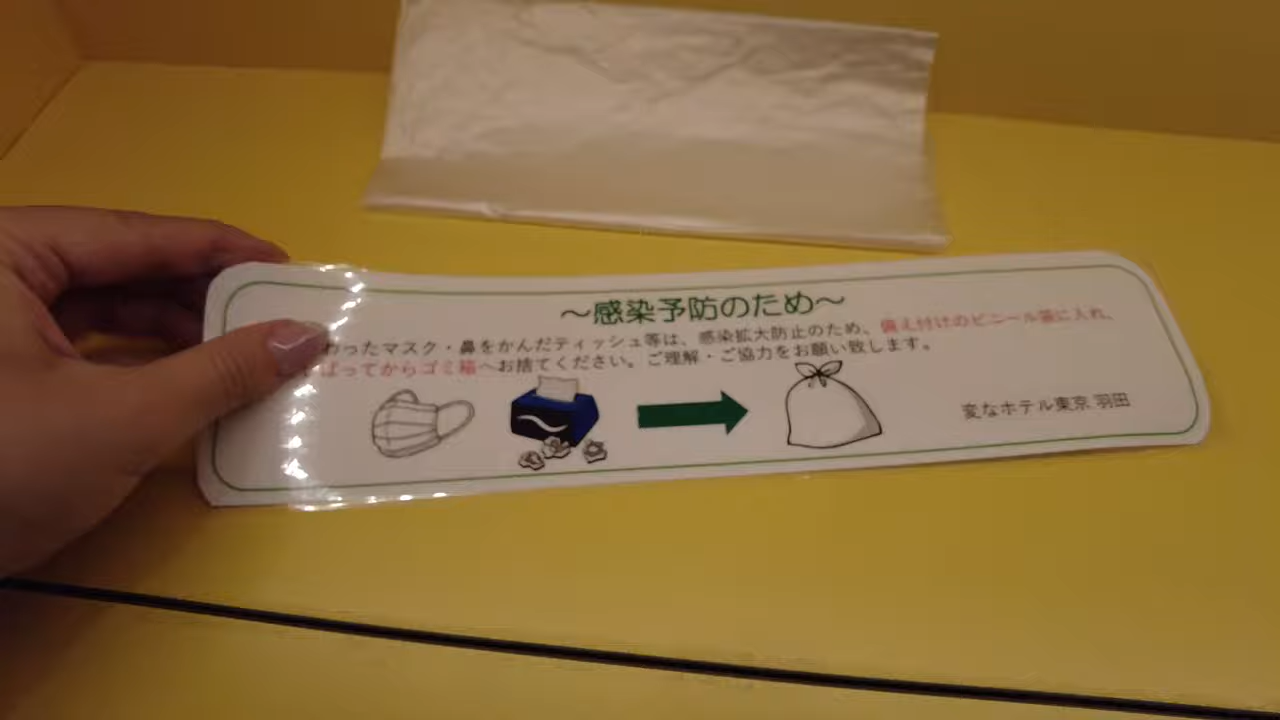 ～感染予防のため～
わったマスク・鼻をかんだティッシュ等は、感染拡大防止のため、備え付けのビニール袋に入れ、
ばってからゴミ箱へお捨てください。ご理解・ご協力をお願い致します。
変なホテル東京 羽田